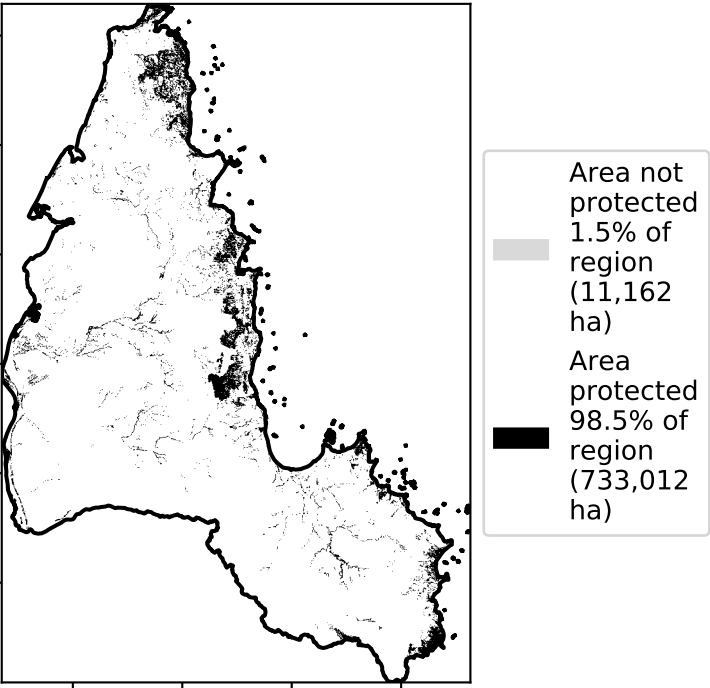 Area not
protected
1.5% of
region
(11,162
ha)
Area
protected
98.5% of
region
(733,012
ha)